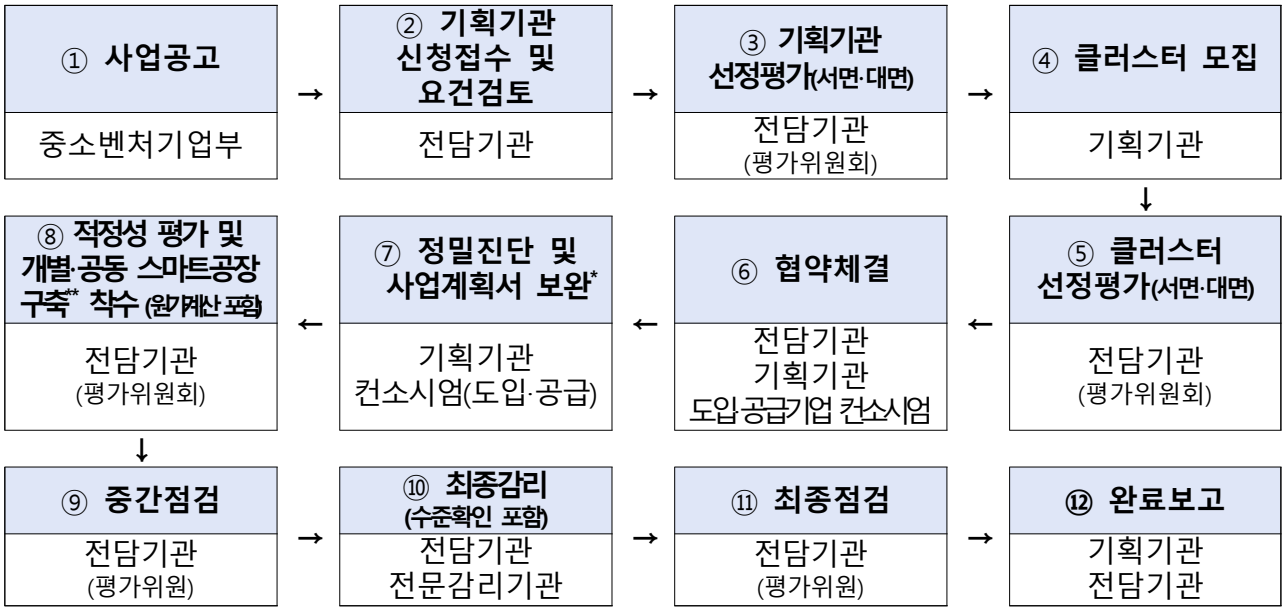 ① 사업공고
중소벤처기업부
→
② 기획기관
신청접수 및
요건검토
전담기관
→
③ 기획기관
선정평가(서면·대면)
전담기관
(평가위원회)
→
④ 클러스터 모집
기획기관
↓
⑤ 클러스터
선정평가(서면·대면)
전담기관
(평가위원회)
←
⑥ 협약체결
전담기관
기획기관
도입·공급기업 컨소시엄
←
⑦ 정밀진단 및
사업계획서 보완*
기획기관
컨소시엄(도입·공급)
←
⑧ 적정성 평가 및
개별·공동 스마트공장
구축** 착수 (원가계산 포함)
전담기관
(평가위원회)
↓
⑨ 중간점검
전담기관
(평가위원)
→
⑩ 최종감리
(수준확인 포함)
전담기관
전문감리기관
→
⑪ 최종점검
전담기관
(평가위원)
→
⑫ 완료보고
기획기관
전담기관